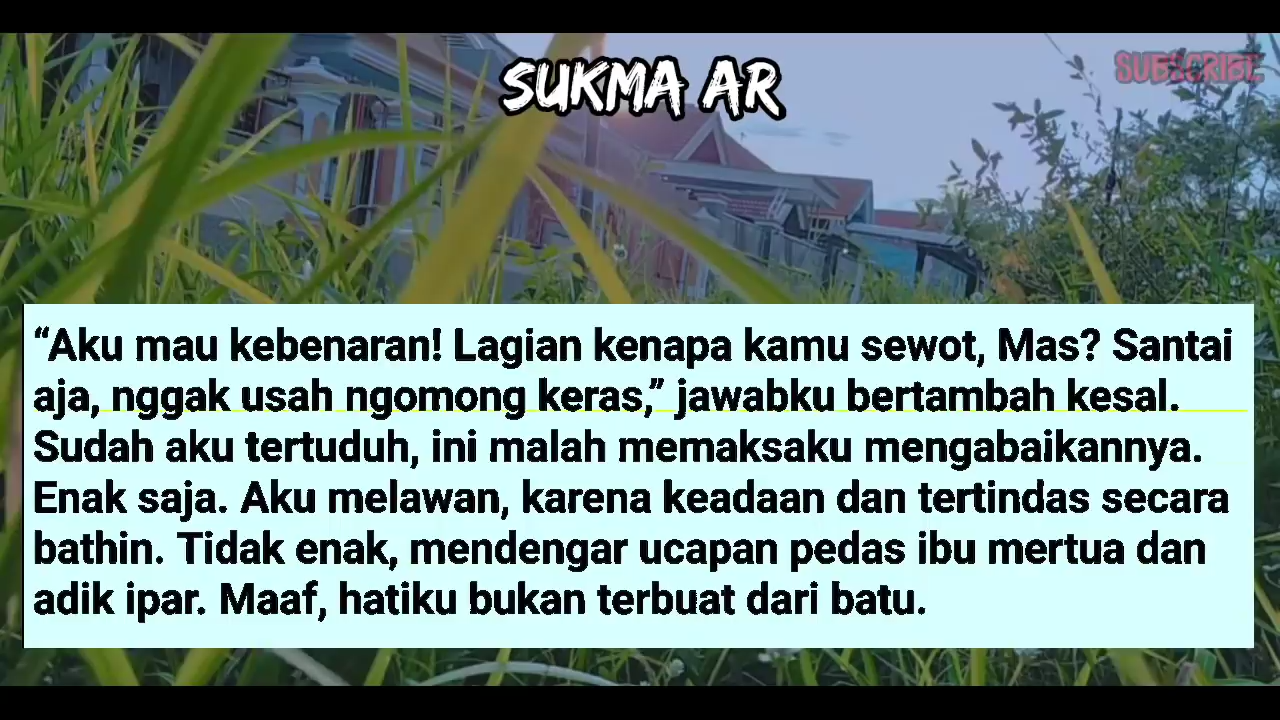 SUKMA AR
SUBSCRIBE
“Aku mau kebenaran! Lagian kenapa kamu sewot, Mas? Santai
aja, nggak usah ngomong keras,” jawabku bertambah kesal.
Sudah aku tertuduh, ini malah memaksaku mengabaikannya.
Enak saja. Aku melawan, karena keadaan dan tertindas secara
bathin. Tidak enak, mendengar ucapan pedas ibu mertua dan
adik ipar. Maaf, hatiku bukan terbuat dari batu.